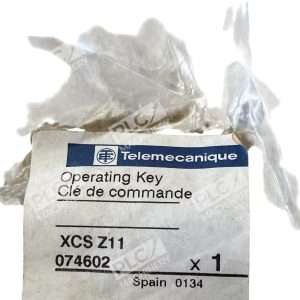 Telemecanique
Operating Key
Clé de commande
XCS Z11
074602 x 1
Spain 0134